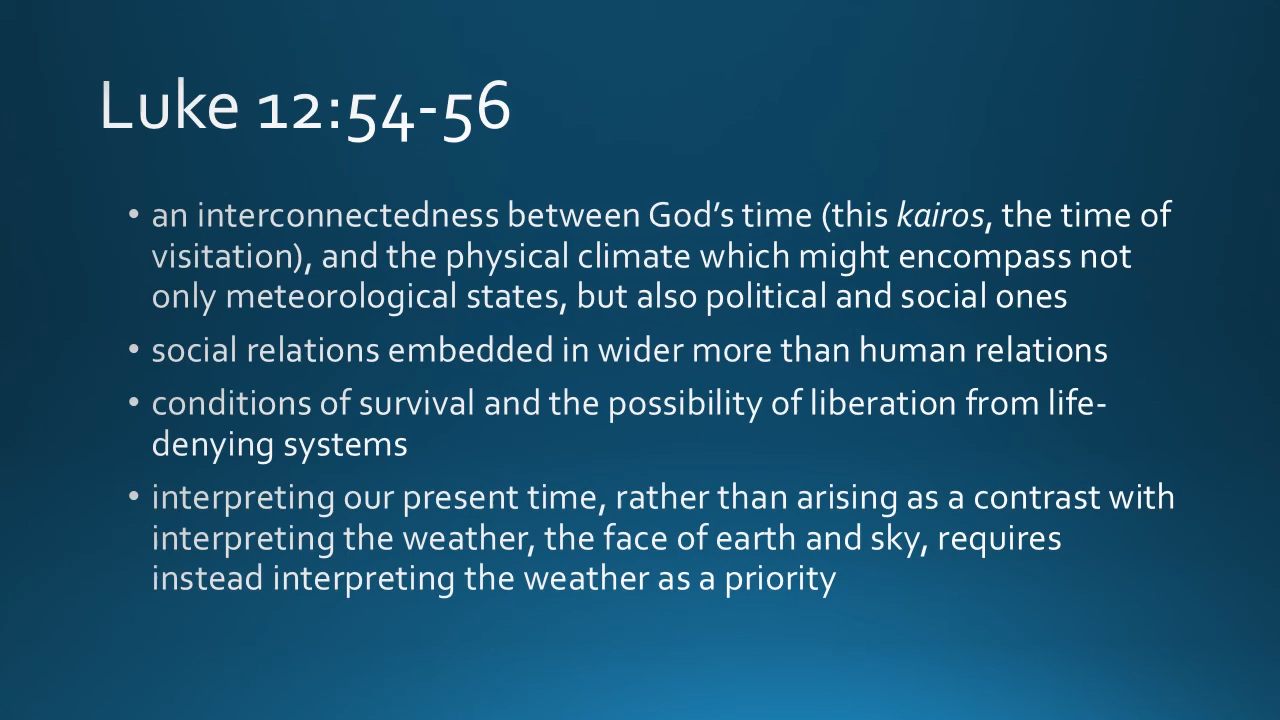 Luke 12:54-56
• an interconnectedness between God’s time (this kairos, the time of
visitation), and the physical climate which might encompass not
only meteorological states, but also political and social ones
• social relations embedded in wider more than human relations
• conditions of survival and the possibility of liberation from life-
denying systems
• interpreting our present time, rather than arising as a contrast with
interpreting the weather, the face of earth and sky, requires
instead interpreting the weather as a priority